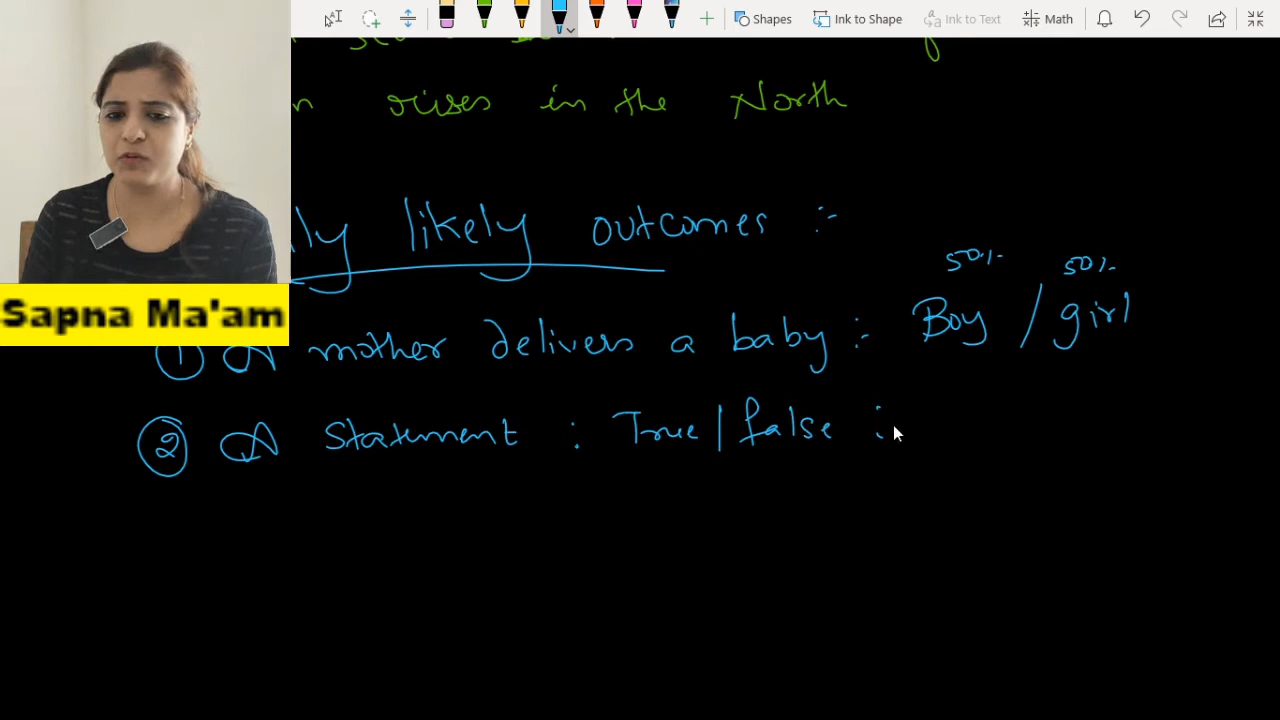 Shapes Ink to Shape Ink to Text Math
n rises in the North
ly likely outcomes :-
50% 50%
Sapna Ma'am
① A mother delivers a baby :- Boy / girl
② A Statement : True | false :